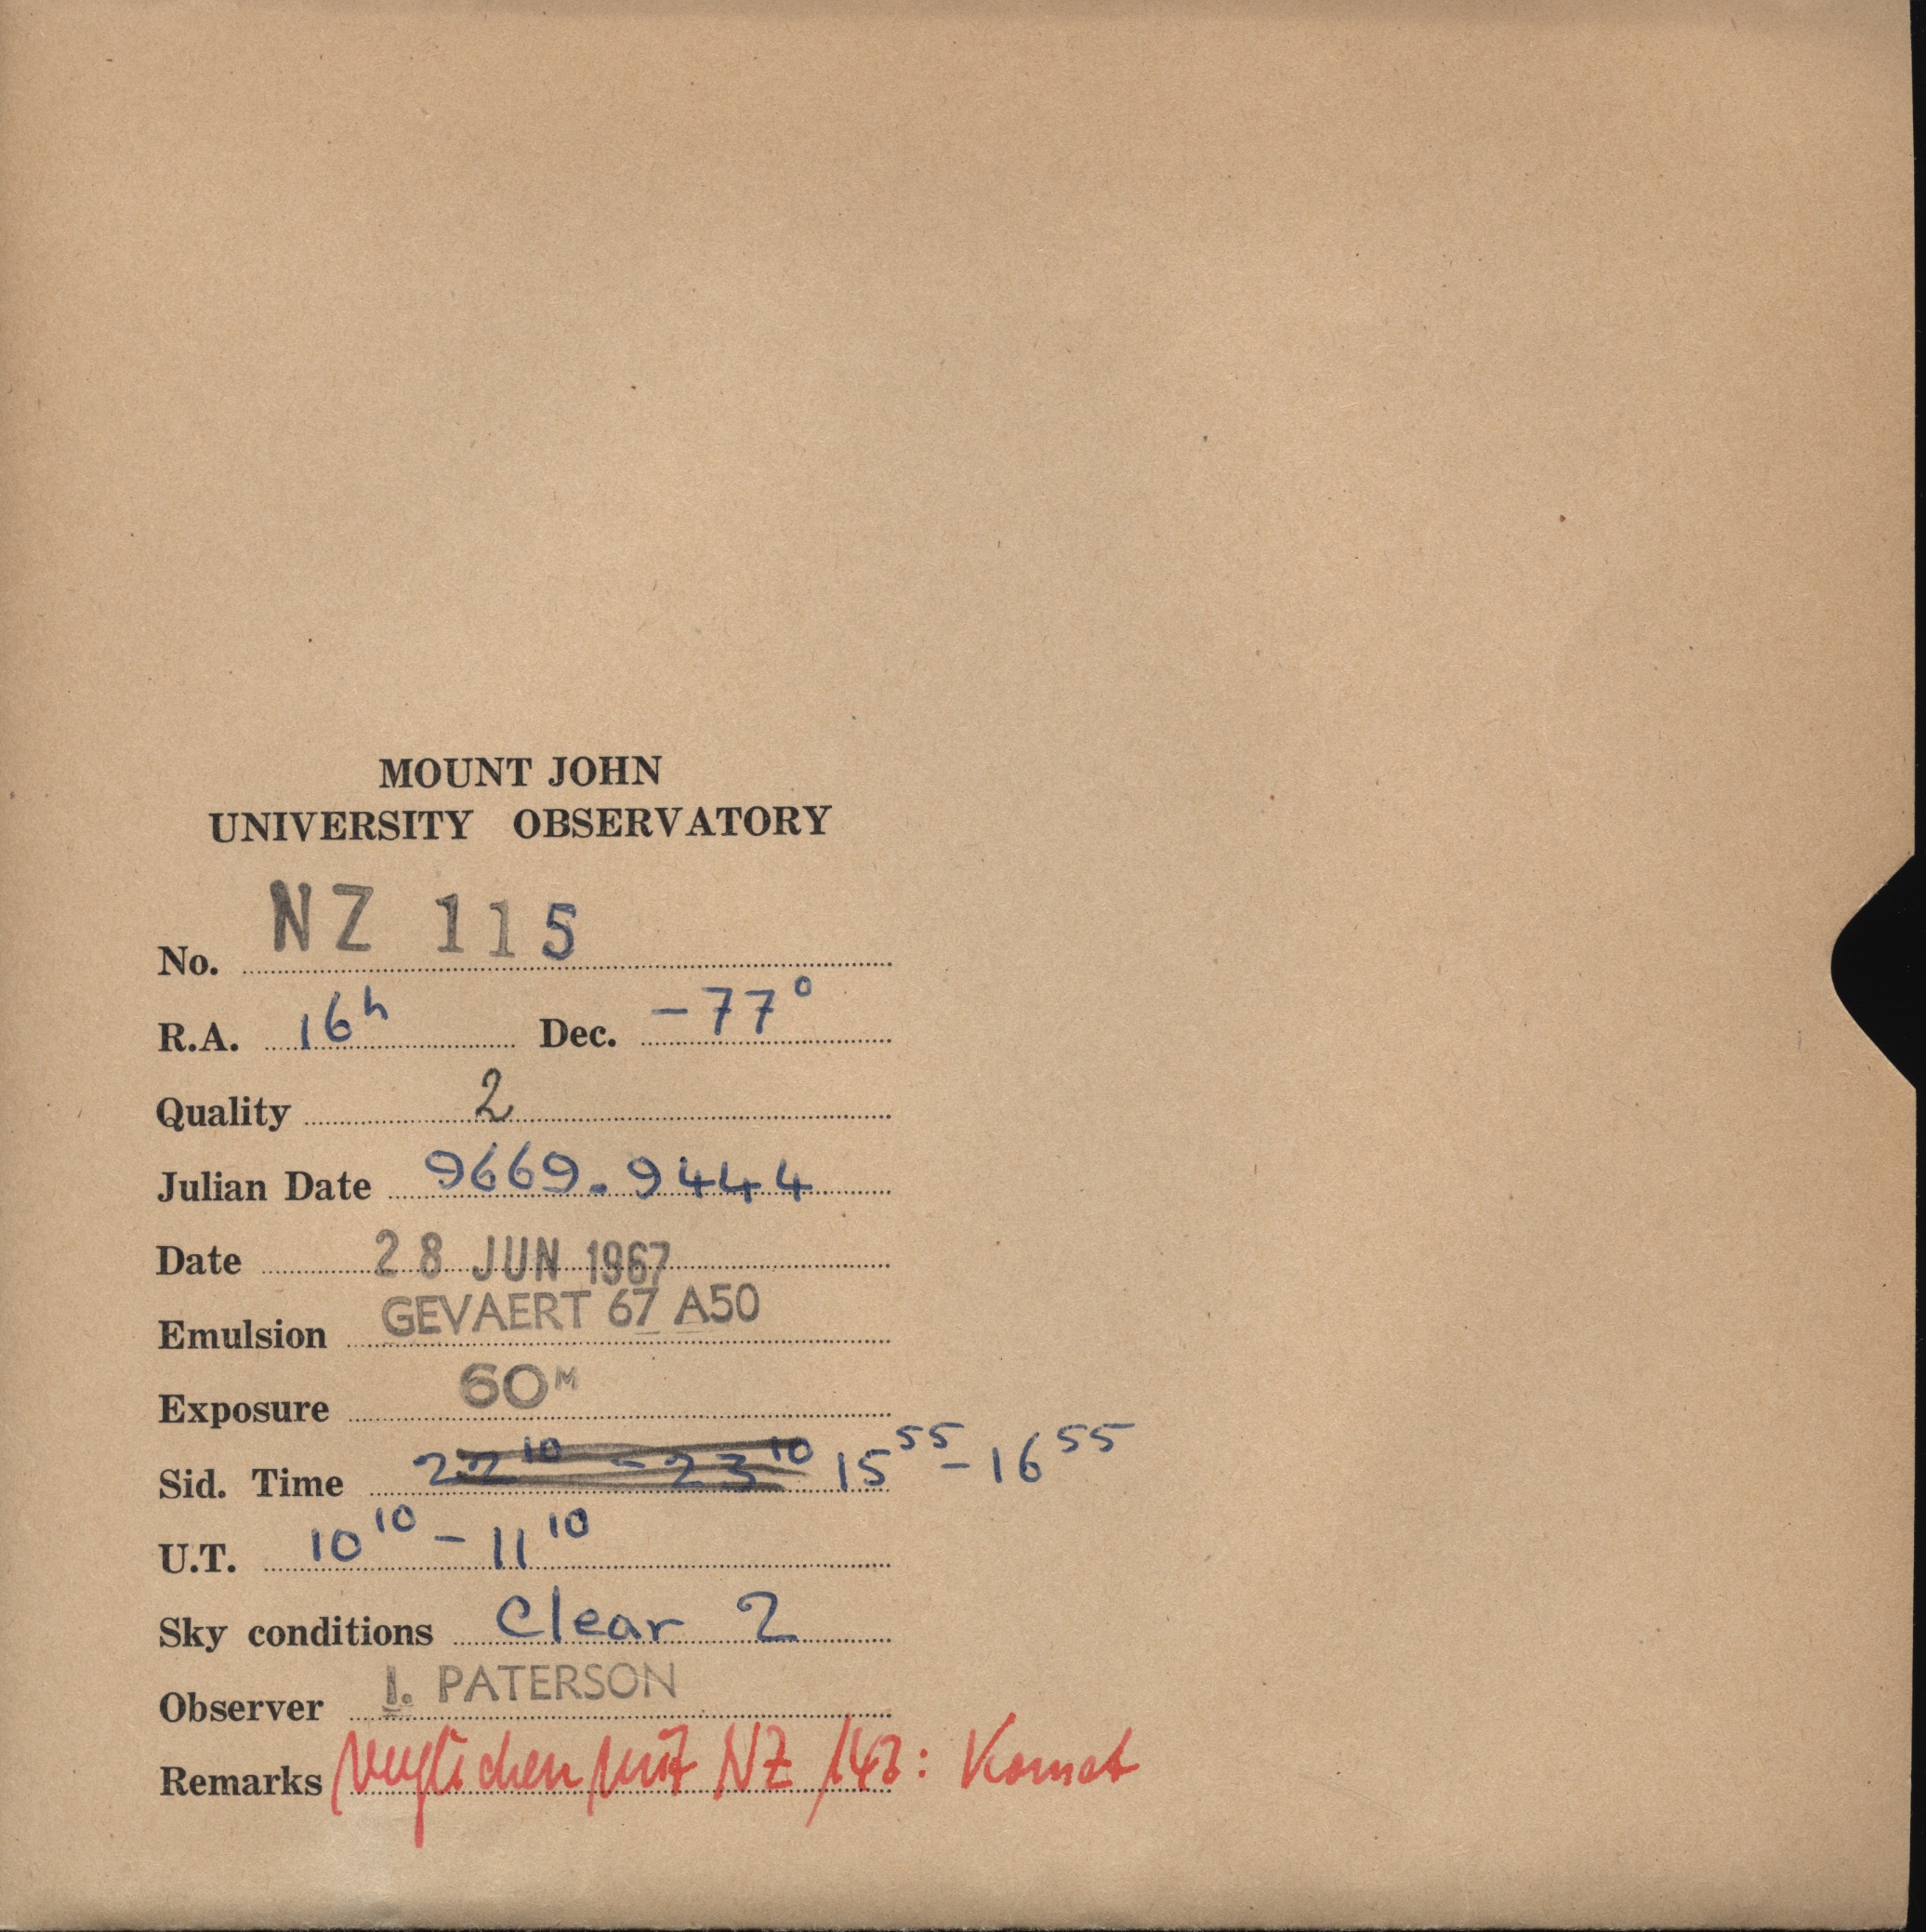 MOUNT JOHN
UNIVERSITY OBSERVATORY
No. NZ 115
R.A. 16h Dec. -77°
Quality 2
Julian Date 9669.9444
Date 28 JUN 1967
Emulsion GEVAERT 67 A50
Exposure 60M
Sid. Time 22 10 - 23 10 15 55 - 16 55
U.T. 10 10 - 11 10
Sky conditions Clear 2
Observer I. PATERSON
Remarks verglichen mit NZ : Komet